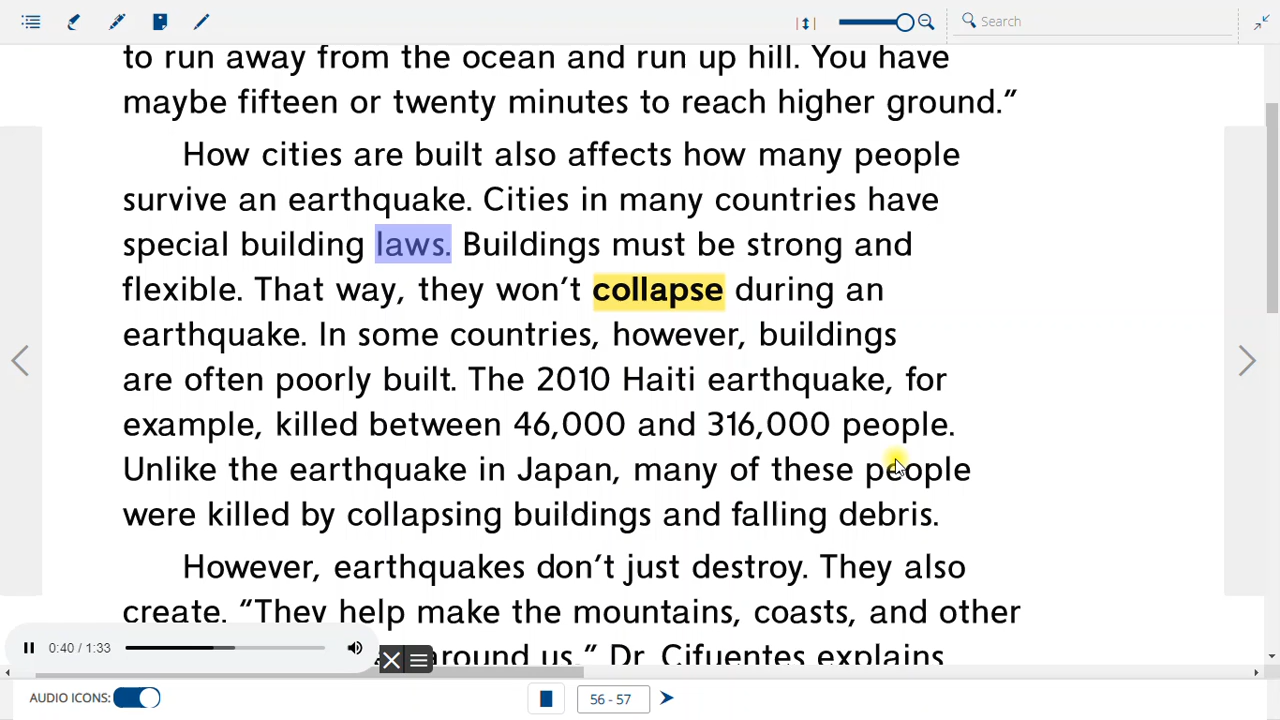 Search
to run away from the ocean and run up hill. You have
maybe fifteen or twenty minutes to reach higher ground.”
How cities are built also affects how many people
survive an earthquake. Cities in many countries have
special building laws. Buildings must be strong and
flexible. That way, they won’t collapse during an
earthquake. In some countries, however, buildings
are often poorly built. The 2010 Haiti earthquake, for
example, killed between 46,000 and 316,000 people.
Unlike the earthquake in Japan, many of these people
were killed by collapsing buildings and falling debris.
However, earthquakes don’t just destroy. They also
create. “They help make the mountains, coasts, and other
around us.” Dr. Cifuentes explains
0:40 / 1:33
AUDIO ICONS:
56 - 57